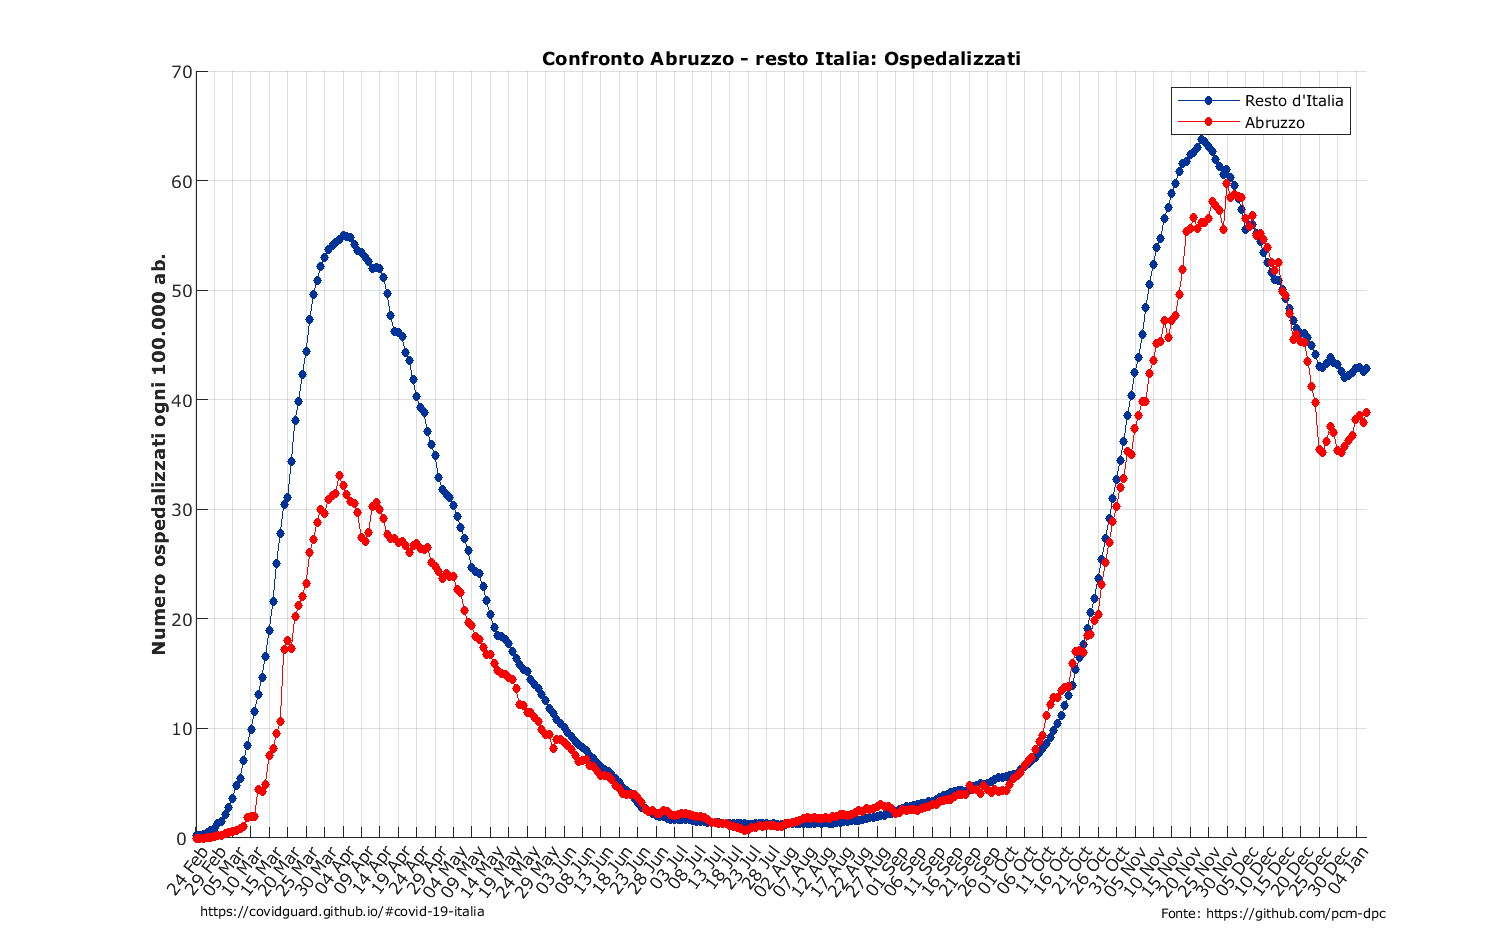 Confronto Abruzzo - resto Italia: Ospedalizzati
Resto d'Italia
Abruzzo
Numero ospedalizzati ogni 100.000 ab.
70
60
50
40
30
20
10
0
24 Feb
29 Feb
05 Mar
10 Mar
15 Mar
20 Mar
25 Mar
30 Mar
04 Apr
09 Apr
14 Apr
19 Apr
24 Apr
29 Apr
04 May
09 May
14 May
19 May
24 May
29 May
03 Jun
08 Jun
13 Jun
18 Jun
23 Jun
28 Jun
03 Jul
08 Jul
13 Jul
18 Jul
23 Jul
28 Jul
02 Aug
07 Aug
12 Aug
17 Aug
22 Aug
27 Aug
01 Sep
06 Sep
11 Sep
16 Sep
21 Sep
26 Sep
01 Oct
06 Oct
11 Oct
16 Oct
21 Oct
26 Oct
31 Oct
05 Nov
10 Nov
15 Nov
20 Nov
25 Nov
30 Nov
05 Dec
10 Dec
15 Dec
20 Dec
25 Dec
30 Dec
04 Jan
https://covidguard.github.io/#covid-19-italia
Fonte: https://github.com/pcm-dpc